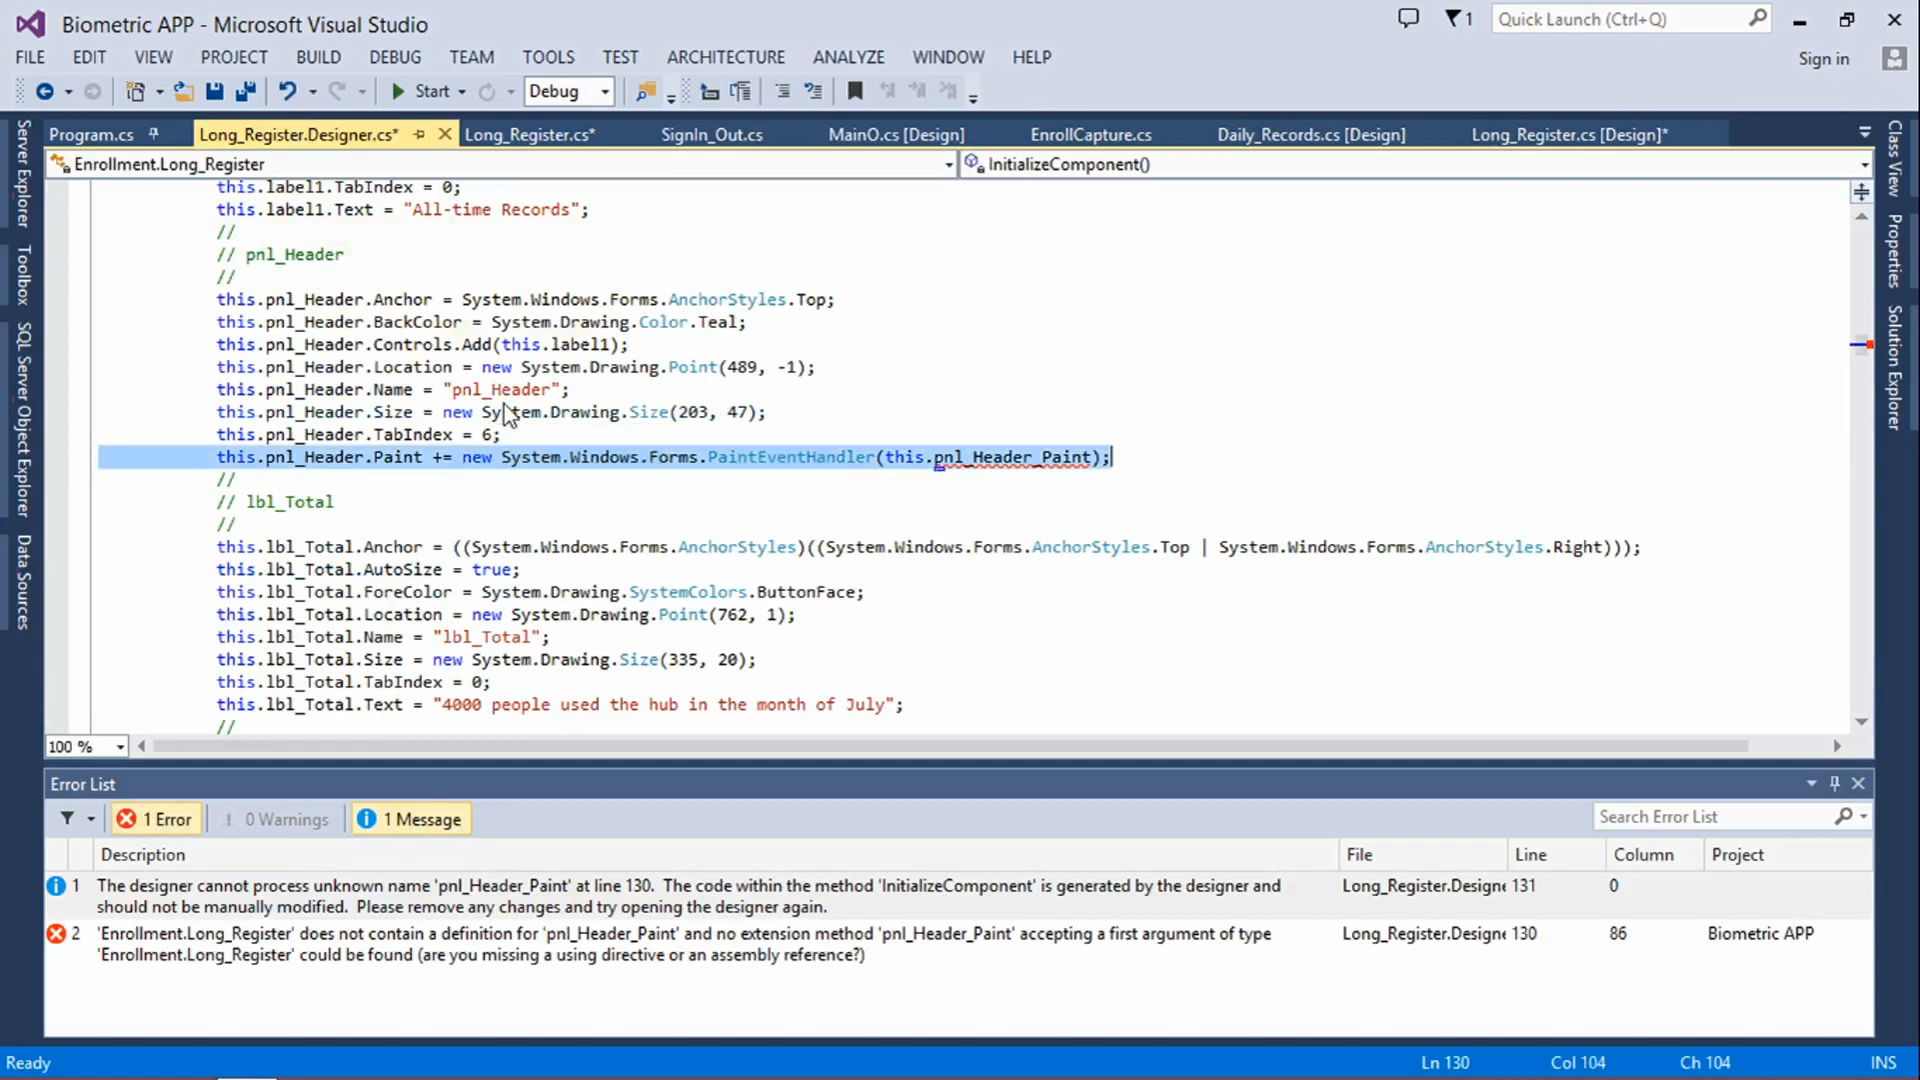 Biometric APP - Microsoft Visual Studio
1
Quick Launch (Ctrl+Q)
FILE EDIT VIEW PROJECT BUILD DEBUG TEAM TOOLS TEST ARCHITECTURE ANALYZE WINDOW HELP
Sign in
Start Debug
Program.cs Long_Register.Designer.cs* Long_Register.cs* SignIn_Out.cs MainO.cs [Design] EnrollCapture.cs Daily_Records.cs [Design] Long_Register.cs [Design]*
Enrollment.Long_Register InitializeComponent()
Server Explorer
Toolbox
SQL Server Object Explorer
Data Sources
this.label1.TabIndex = 0;
this.label1.Text = "All-time Records";
//
// pnl_Header
//
this.pnl_Header.Anchor = System.Windows.Forms.AnchorStyles.Top;
this.pnl_Header.BackColor = System.Drawing.Color.Teal;
this.pnl_Header.Controls.Add(this.label1);
this.pnl_Header.Location = new System.Drawing.Point(489, -1);
this.pnl_Header.Name = "pnl_Header";
this.pnl_Header.Size = new System.Drawing.Size(203, 47);
this.pnl_Header.TabIndex = 6;
this.pnl_Header.Paint += new System.Windows.Forms.PaintEventHandler(this.pnl_Header_Paint);
//
// lbl_Total
//
this.lbl_Total.Anchor = ((System.Windows.Forms.AnchorStyles)((System.Windows.Forms.AnchorStyles.Top | System.Windows.Forms.AnchorStyles.Right)));
this.lbl_Total.AutoSize = true;
this.lbl_Total.ForeColor = System.Drawing.SystemColors.ButtonFace;
this.lbl_Total.Location = new System.Drawing.Point(762, 1);
this.lbl_Total.Name = "lbl_Total";
this.lbl_Total.Size = new System.Drawing.Size(335, 20);
this.lbl_Total.TabIndex = 0;
this.lbl_Total.Text = "4000 people used the hub in the month of July";
//
Class View
Properties
Solution Explorer
100 %
Error List
1 Error 0 Warnings 1 Message
Search Error List
Description File Line Column Project
1 The designer cannot process unknown name 'pnl_Header_Paint' at line 130. The code within the method 'InitializeComponent' is generated by the designer and Long_Register.Designe 131 0
should not be manually modified. Please remove any changes and try opening the designer again.
2 'Enrollment.Long_Register' does not contain a definition for 'pnl_Header_Paint' and no extension method 'pnl_Header_Paint' accepting a first argument of type Long_Register.Designe 130 86 Biometric APP
'Enrollment.Long_Register' could be found (are you missing a using directive or an assembly reference?)
Ready Ln 130 Col 104 Ch 104 INS